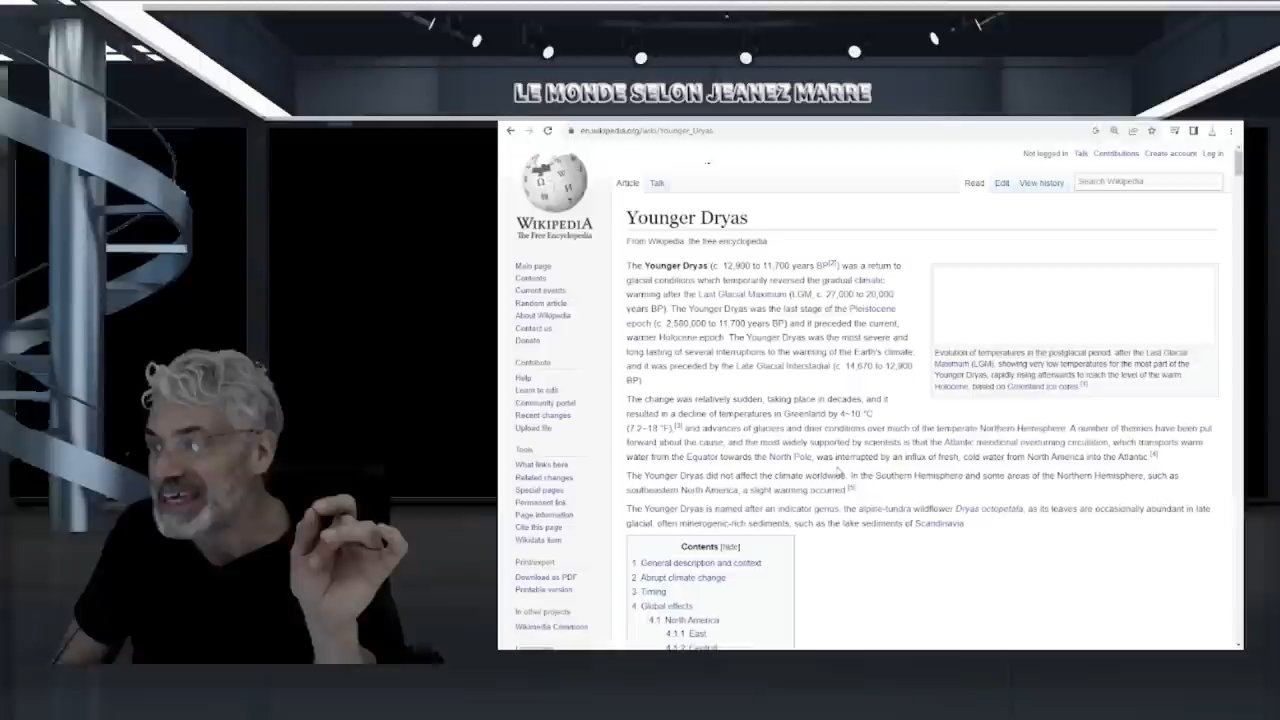 LE MONDE SELON JEANEZ MARRE
en.wikipedia.org/wiki/Younger_Dryas
Not logged in Talk Contributions Create account Log in
Article Talk Read Edit View history Search Wikipedia
WIKIPEDIA
The Free Encyclopedia
Main page
Contents
Current events
Random article
About Wikipedia
Contact us
Donate
Contribute
Help
Learn to edit
Community portal
Recent changes
Upload file
Tools
What links here
Related changes
Special pages
Permanent link
Page information
Cite this page
Wikidata item
Print/export
Download as PDF
Printable version
In other projects
Wikimedia Commons
Younger Dryas
From Wikipedia, the free encyclopedia
The Younger Dryas (c. 12,900 to 11,700 years BP[2]) was a return to
glacial conditions which temporarily reversed the gradual climatic
warming after the Last Glacial Maximum (LGM, c. 27,000 to 20,000
years BP). The Younger Dryas was the last stage of the Pleistocene
epoch (c. 2,580,000 to 11,700 years BP) and it preceded the current,
warmer Holocene epoch. The Younger Dryas was the most severe and
long lasting of several interruptions to the warming of the Earth's climate,
and it was preceded by the Late Glacial Interstadial (c. 14,670 to 12,900
BP)
Evolution of temperatures in the postglacial period, after the Last Glacial
Maximum (LGM), showing very low temperatures for the most part of the
Younger Dryas, rapidly rising afterwards to reach the level of the warm
Holocene, based on Greenland ice cores.[1]
The change was relatively sudden, taking place in decades, and it
resulted in a decline of temperatures in Greenland by 4~10 °C
(7.2~18 °F),[3] and advances of glaciers and drier conditions over much of the temperate Northern Hemisphere. A number of theories have been put
forward about the cause, and the most widely supported by scientists is that the Atlantic meridional overturning circulation, which transports warm
water from the Equator towards the North Pole, was interrupted by an influx of fresh, cold water from North America into the Atlantic.[4]
The Younger Dryas did not affect the climate worldwide. In the Southern Hemisphere and some areas of the Northern Hemisphere, such as
southeastern North America, a slight warming occurred.[5]
The Younger Dryas is named after an indicator genus, the alpine-tundra wildflower Dryas octopetala, as its leaves are occasionally abundant in late
glacial, often minerogenic-rich sediments, such as the lake sediments of Scandinavia
Contents [hide]
1 General description and context
2 Abrupt climate change
3 Timing
4 Global effects
4.1 North America
4.1.1 East
4.1.2 Central